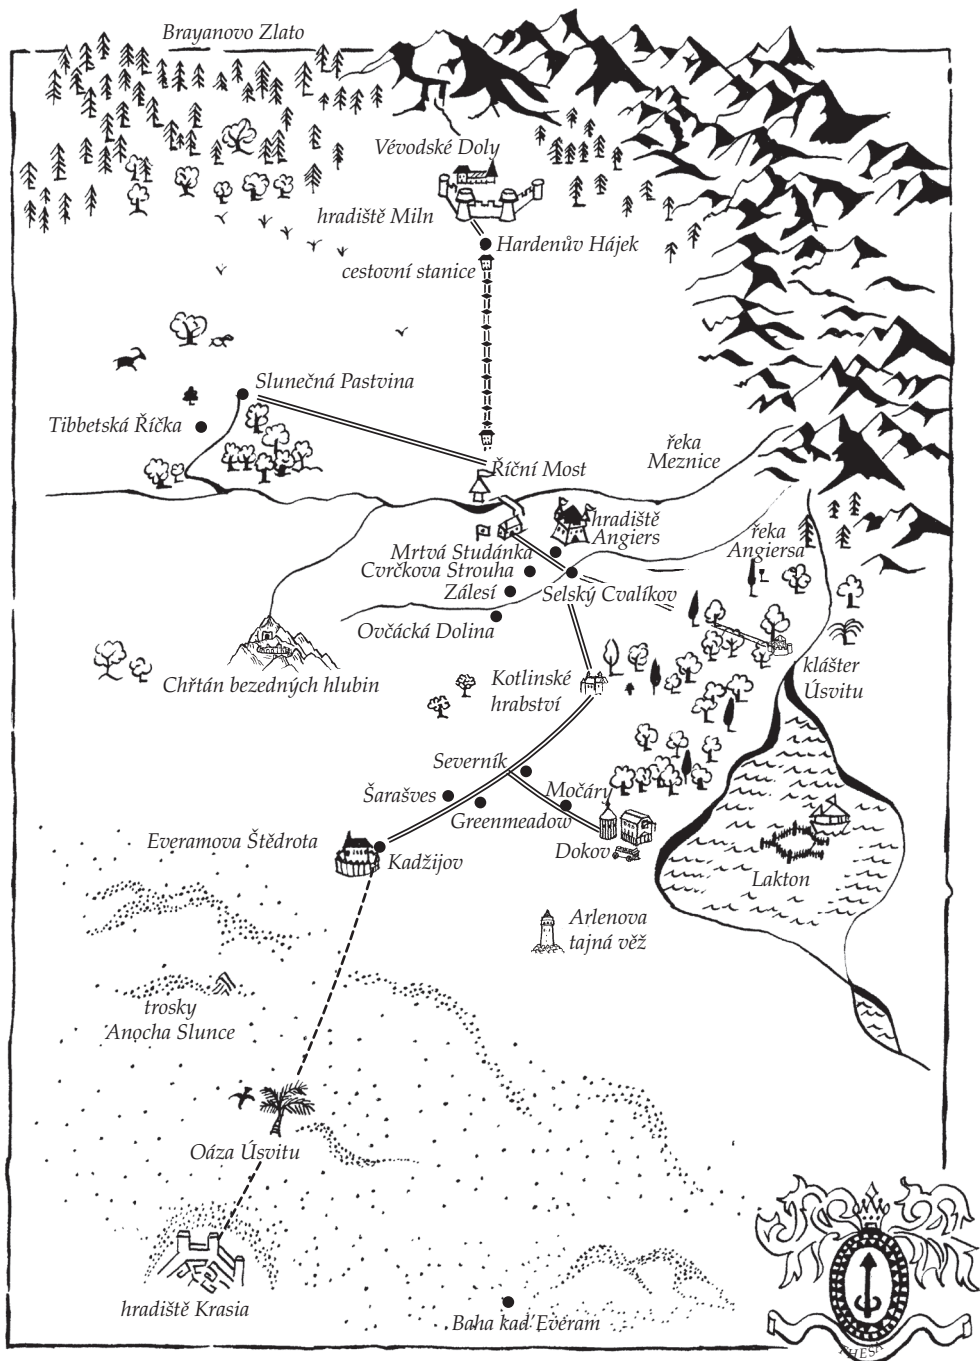 Brayanovo Zlato
Vévodské Doly
hradiště Miln
Hardenův Hájek
cestovní stanice
Slunečná Pastvina
Tibbetská Říčka
řeka
Meznice
Říční Most
hradiště
Angiers
řeka
Angiersa
Mrtvá Studánka
Cvrčkova Strouha
Zálesí
Selský Cvalíkov
Ovčácká Dolina
Chřtán bezedných hlubin
Kotlinské
hrabství
klášter
Úsvitu
Severník
Šarašves
Močáry
Greenmeadow
Everamova Štědrota
Kadžijov
Dokov
Lakton
Arlenova
tajná věž
trosky
Anocha Slunce
Oáza Úsvitu
hradiště Krasia
Baha kad'Everam
THESA